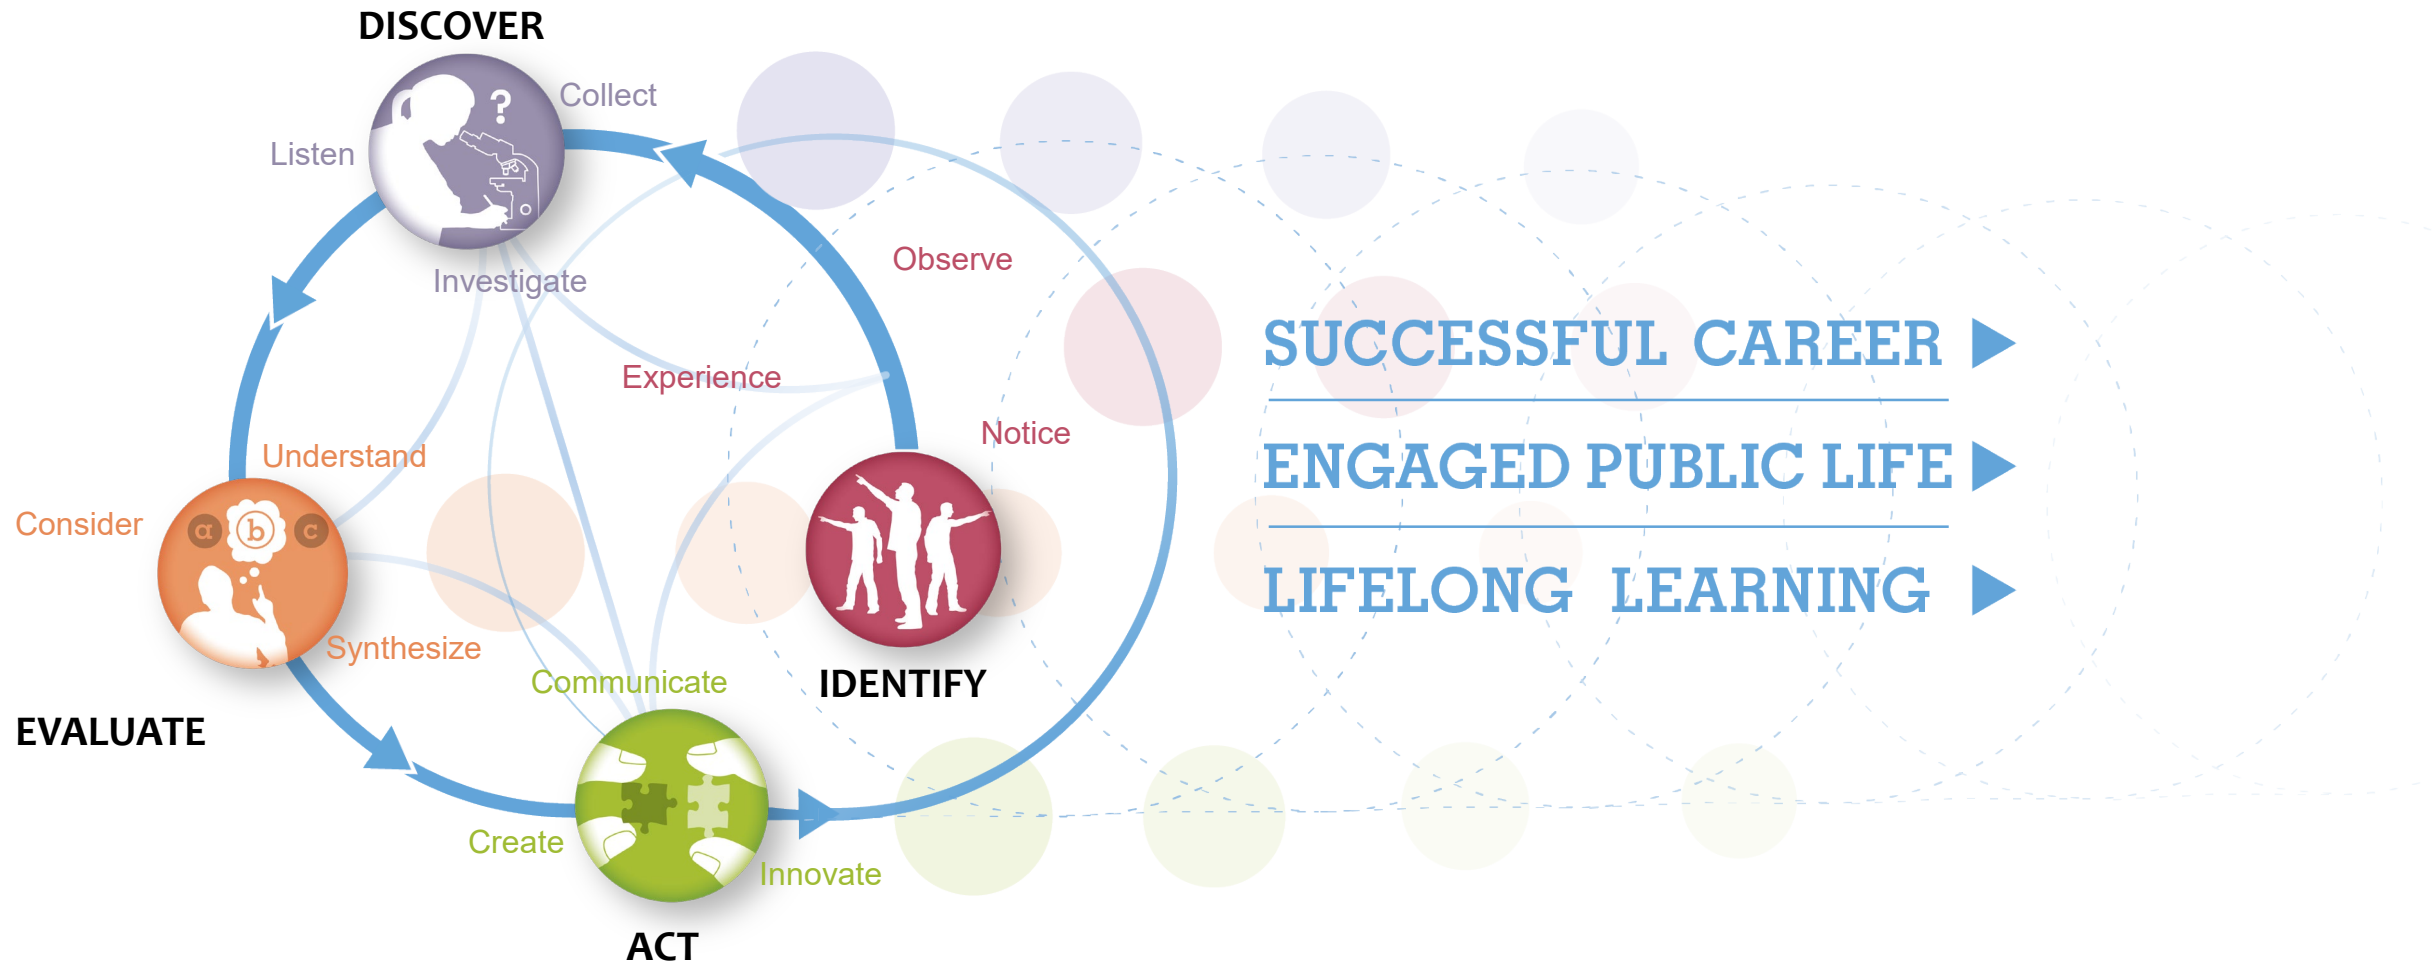 DISCOVER
Collect
Listen
Investigate
Observe
Experience
Notice
Understand
Consider
a b c
?
Synthesize
EVALUATE
Communicate
IDENTIFY
Create
Innovate
ACT
SUCCESSFUL CAREER
ENGAGED PUBLIC LIFE
LIFELONG LEARNING